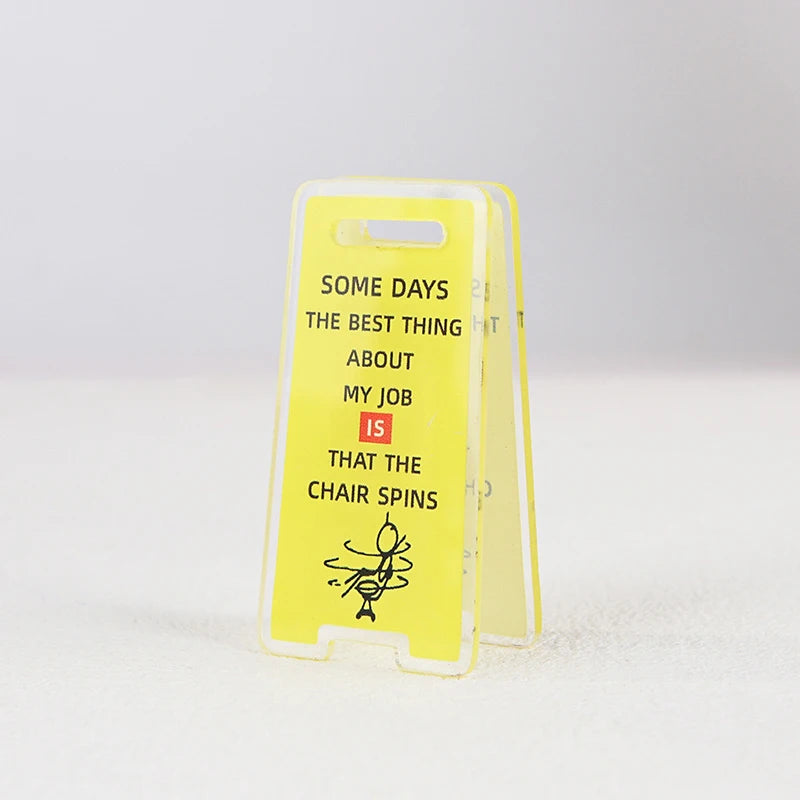 SOME DAYS
THE BEST THING
ABOUT
MY JOB
IS
THAT THE
CHAIR SPINS